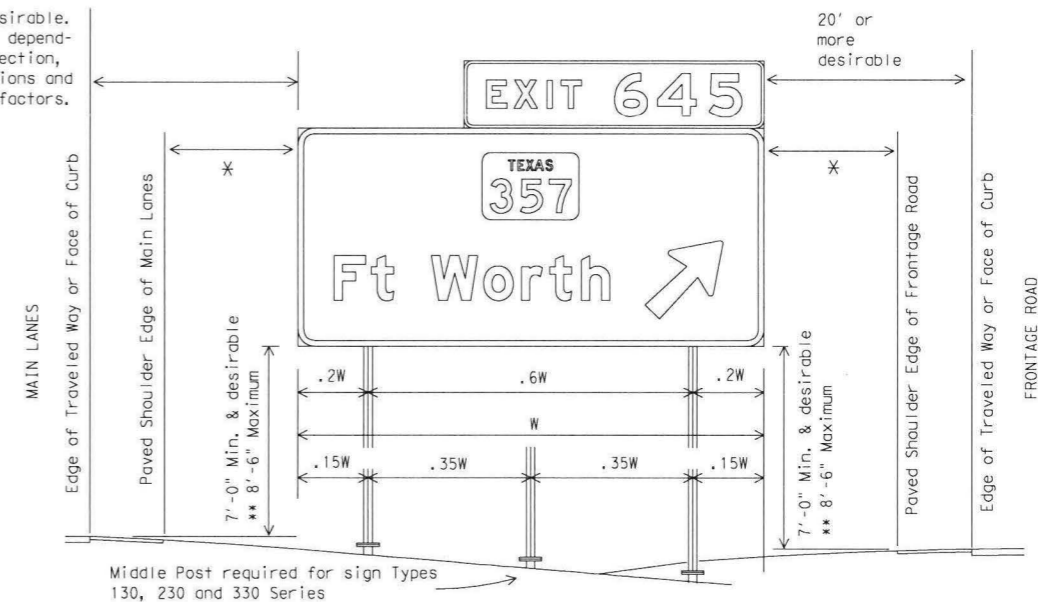 sirable.
depend-
ection,
ions and
factors.
20' or
more
desirable
EXIT 645
TEXAS
357
Ft Worth
*
*
MAIN LANES
Edge of Traveled Way or Face of Curb
Paved Shoulder Edge of Main Lanes
7'-0" Min. & desirable
** 8'-6" Maximum
.2W
.6W
.2W
W
.15W
.35W
.35W
.15W
7'-0" Min. & desirable
** 8'-6" Maximum
Paved Shoulder Edge of Frontage Road
Edge of Traveled Way or Face of Curb
FRONTAGE ROAD
Middle Post required for sign Types
130, 230 and 330 Series